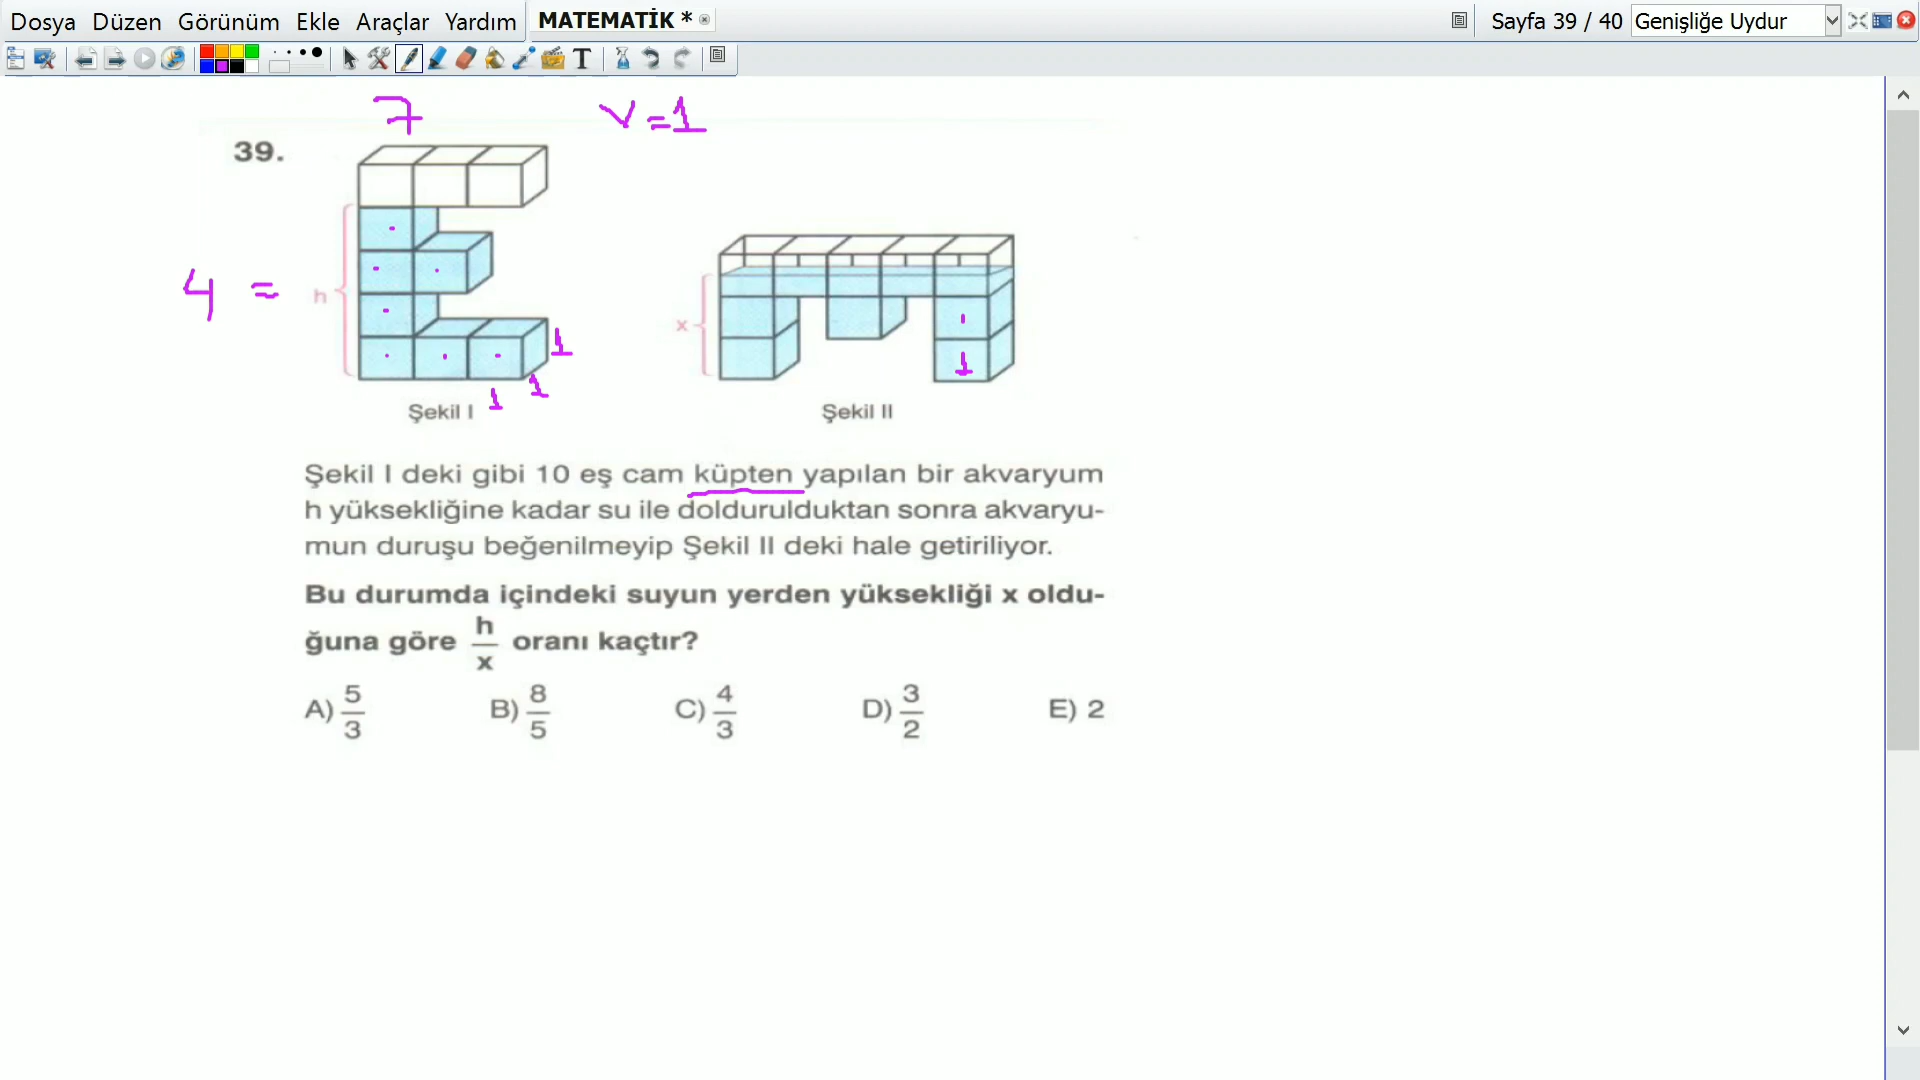 Dosya Düzen Görünüm Ekle Araçlar Yardım MATEMATİK * Sayfa 39 / 40 Genişliğe Uydur
T
7 V=1
39.
4 = h
x
1
1
1 1
Şekil I Şekil II
Şekil I deki gibi 10 eş cam küpten yapılan bir akvaryum
h yüksekliğine kadar su ile doldurulduktan sonra akvaryu-
mun duruşu beğenilmeyip Şekil II deki hale getiriliyor.
Bu durumda içindeki suyun yerden yüksekliği x oldu-
ğuna göre h/x oranı kaçtır?
A) 5/3 B) 8/5 C) 4/3 D) 3/2 E) 2